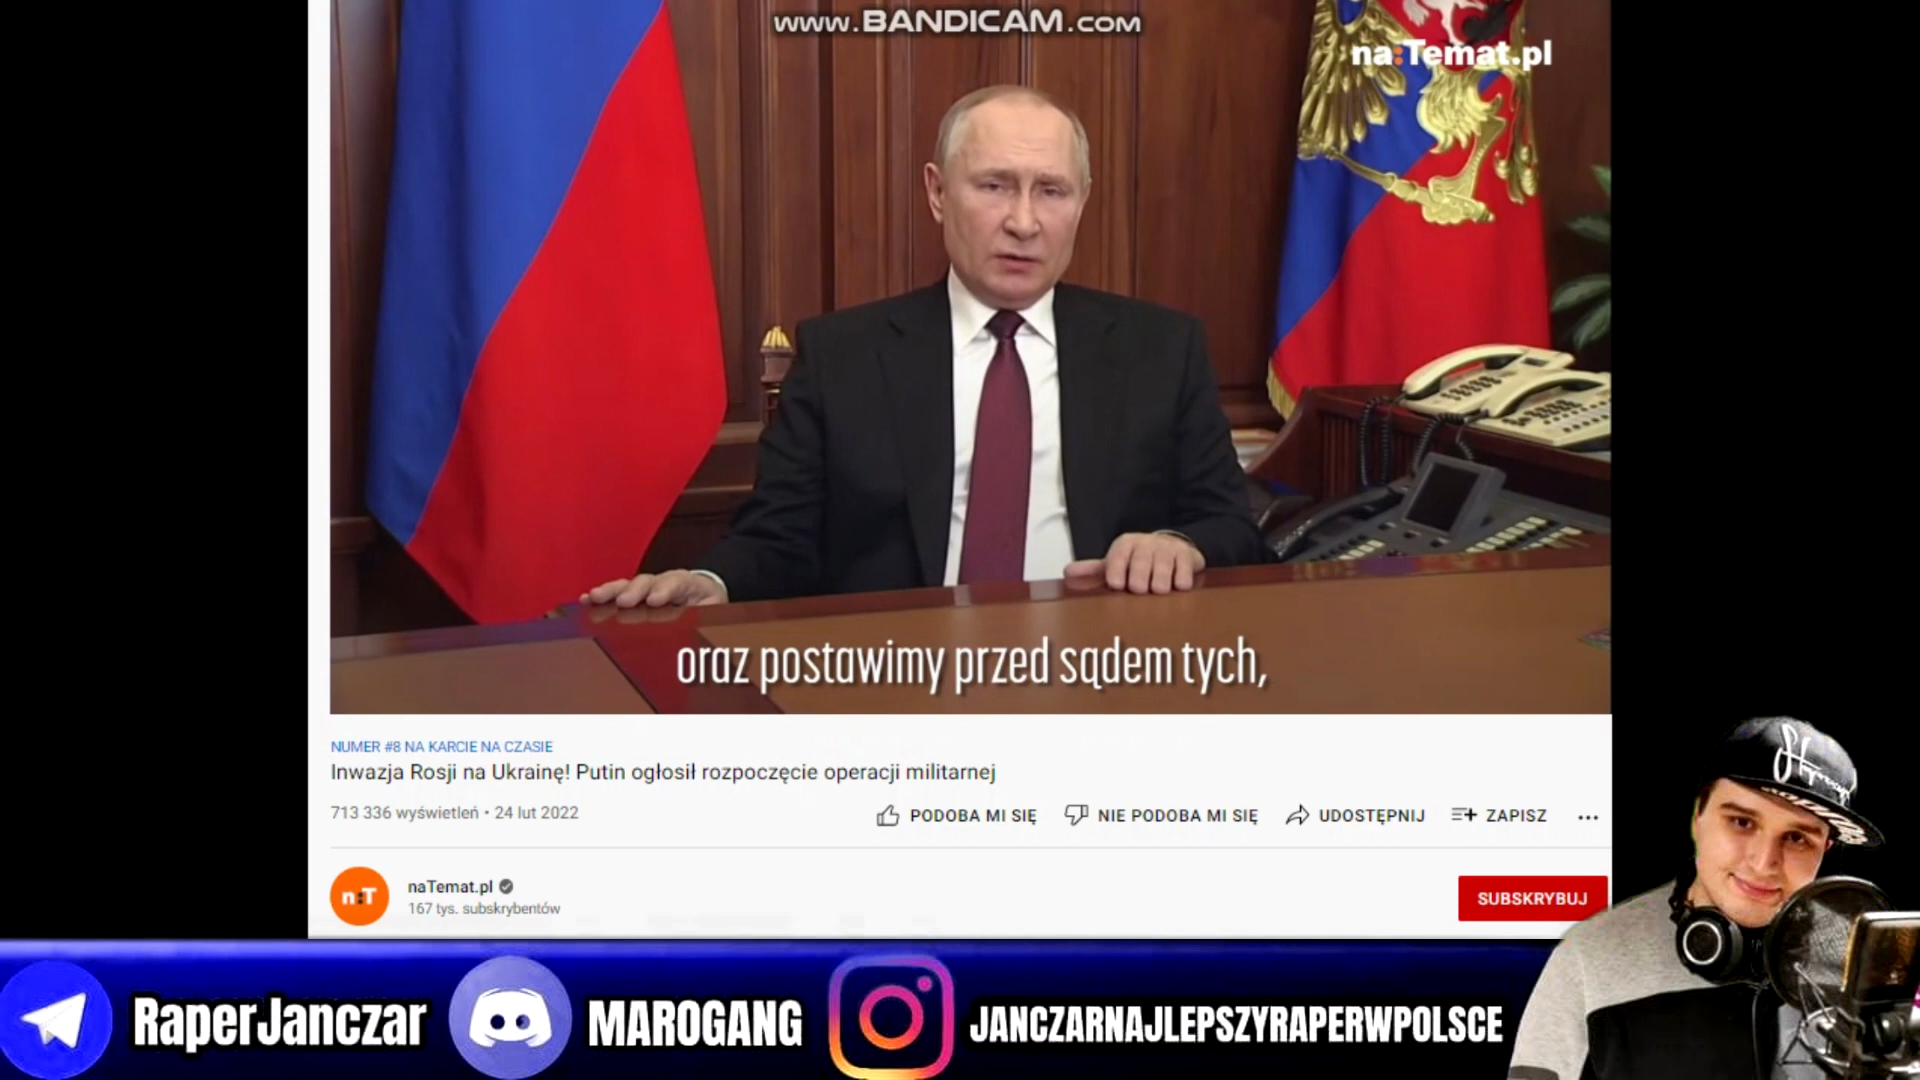 www.BANDICAM.com
na:Temat.pl
oraz postawimy przed sądem tych,
NUMER #8 NA KARCIE NA CZASIE
Inwazja Rosji na Ukrainę! Putin ogłosił rozpoczęcie operacji militarnej
713 336 wyświetleń • 24 lut 2022
PODOBA MI SIĘ
NIE PODOBA MI SIĘ
UDOSTĘPNIJ
ZAPISZ
n:T
naTemat.pl
167 tys. subskrybentów
SUBSKRYBUJ
RaperJanczar
MAROGANG
JANCZARNAJLEPSZYRAPERWPOLSCE